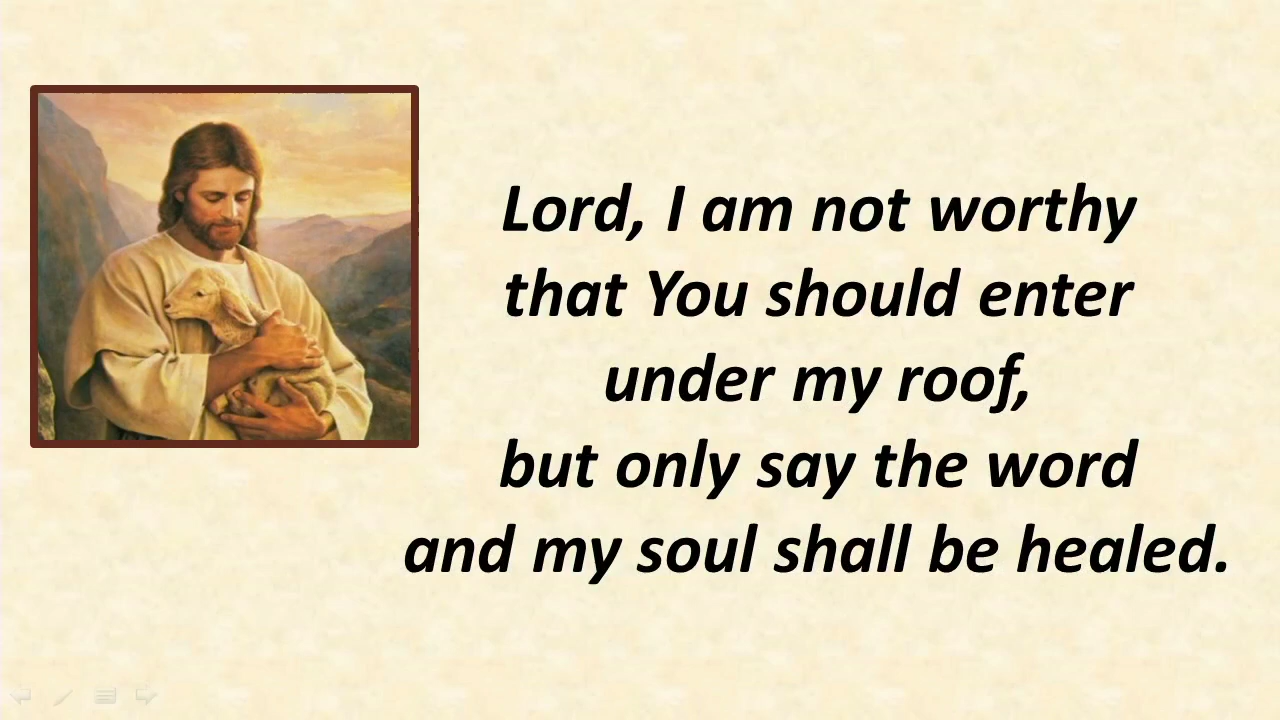 Lord, I am not worthy
that You should enter
under my roof,
but only say the word
and my soul shall be healed.